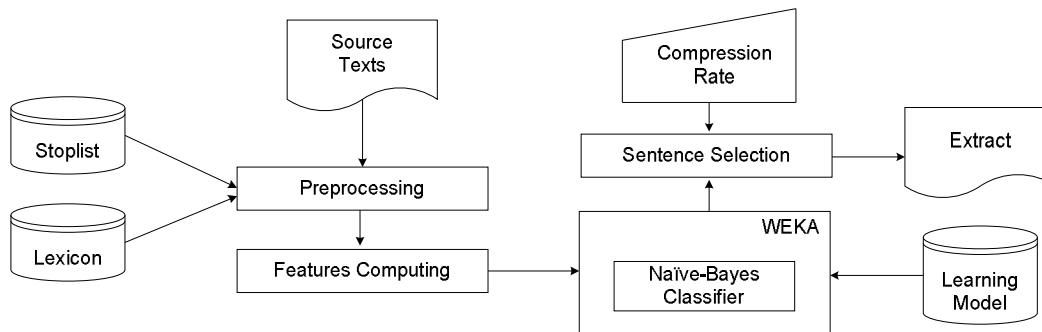 Source
Texts
Compression
Rate
Stoplist
Sentence Selection
Extract
Preprocessing
Lexicon
WEKA
Features Computing
Naïve-Bayes
Classifier
Learning
Model